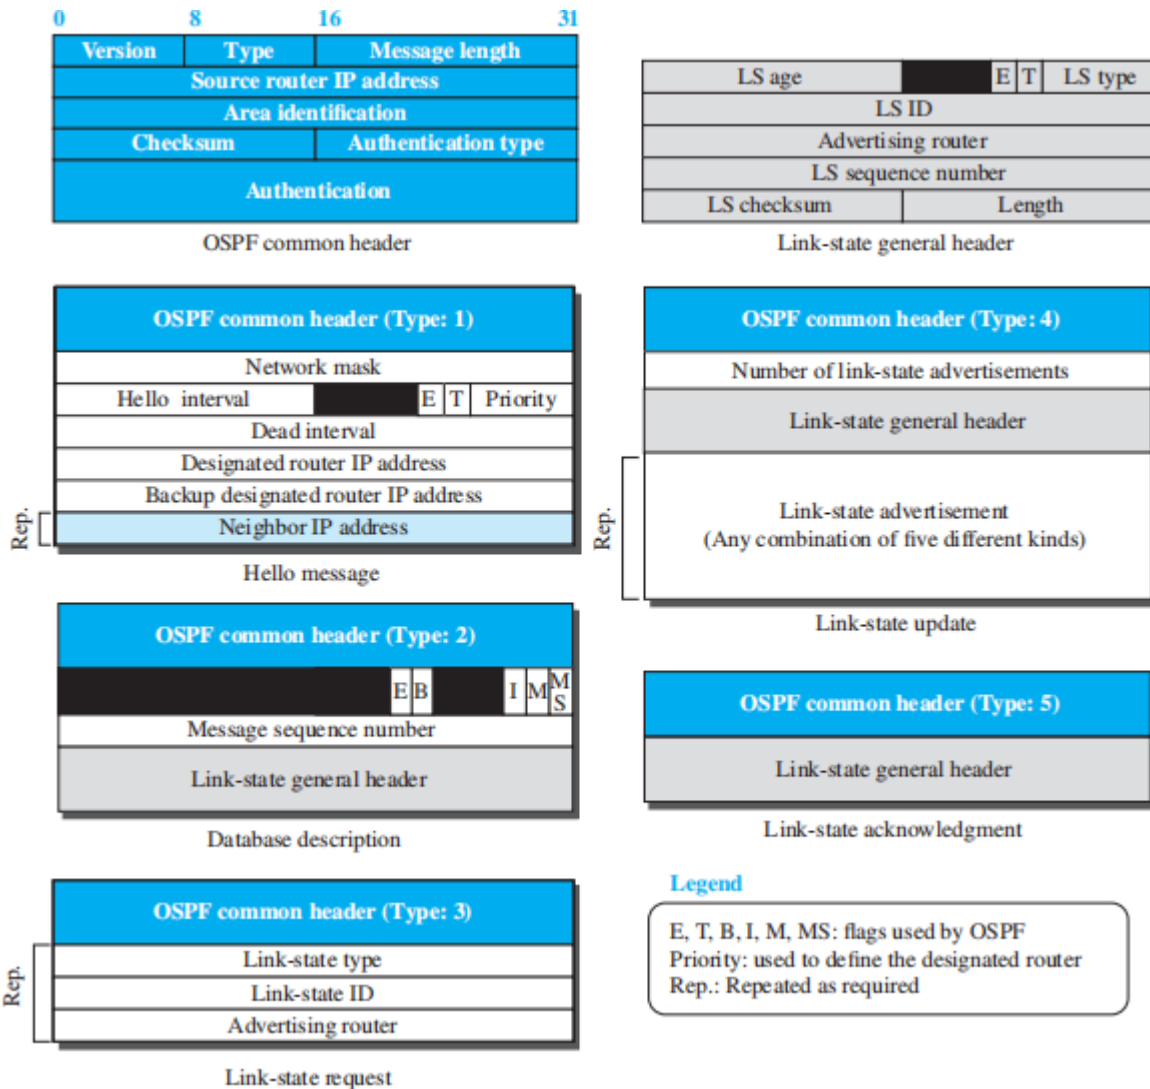 0 8 16 31
Version Type Message length
Source router IP address
Area identification
Checksum Authentication type
Authentication
OSPF common header
LS age E T LS type
LS ID
Advertising router
LS sequence number
LS checksum Length
Link-state general header
OSPF common header (Type: 1)
Network mask
Hello interval E T Priority
Dead interval
Designated router IP address
Backup designated router IP address
Rep.
Neighbor IP address
Hello message
OSPF common header (Type: 4)
Number of link-state advertisements
Link-state general header
Rep.
Link-state advertisement
(Any combination of five different kinds)
Link-state update
OSPF common header (Type: 2)
E B I M MS
Message sequence number
Link-state general header
Database description
OSPF common header (Type: 5)
Link-state general header
Link-state acknowledgment
OSPF common header (Type: 3)
Rep.
Link-state type
Link-state ID
Advertising router
Link-state request
Legend
E, T, B, I, M, MS: flags used by OSPF
Priority: used to define the designated router
Rep.: Repeated as required